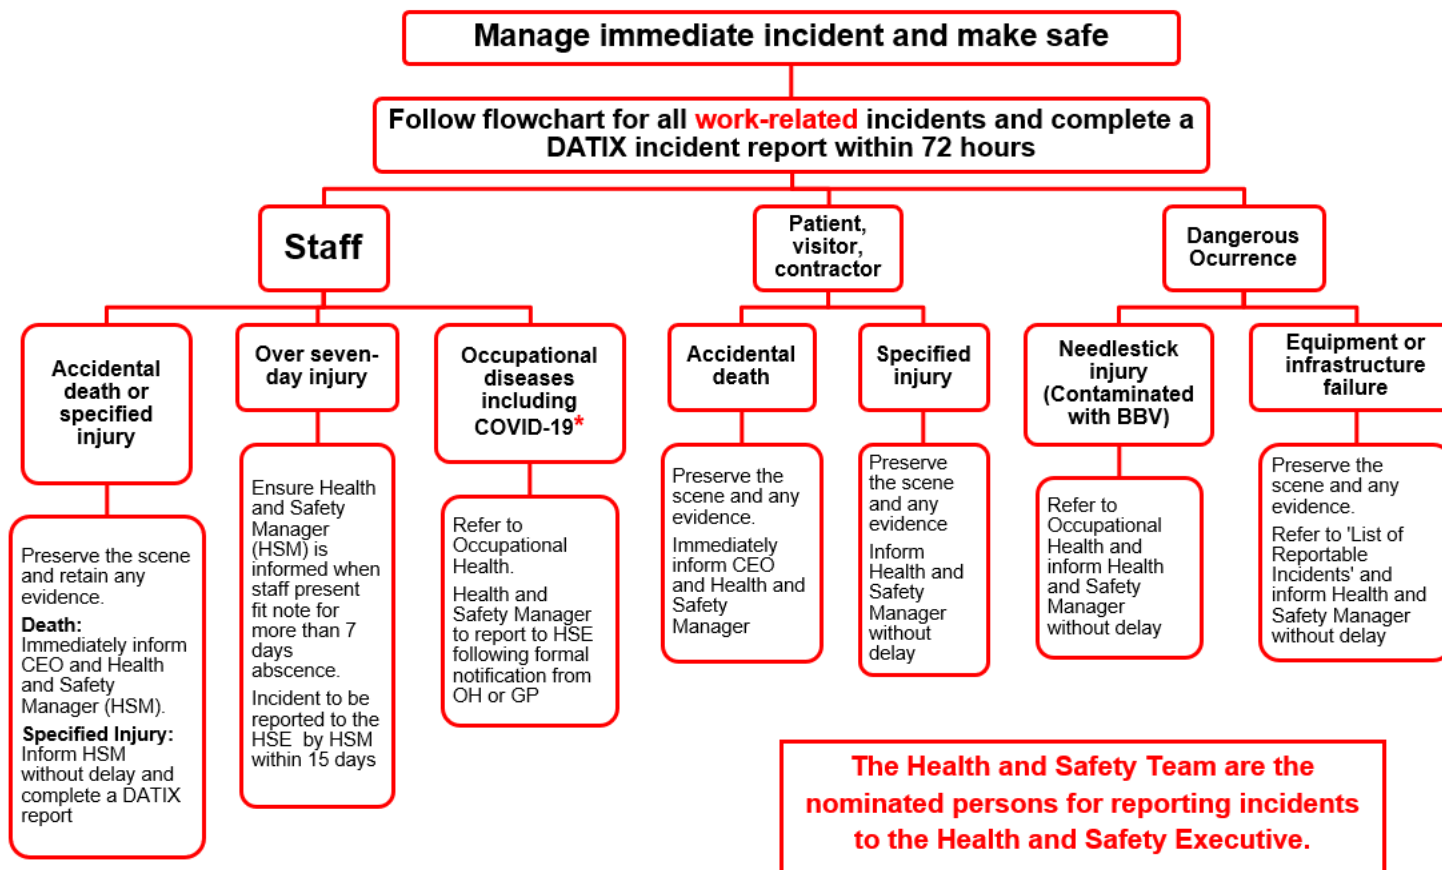 Manage immediate incident and make safe
Follow flowchart for all work-related incidents and complete a
DATIX incident report within 72 hours
Staff
Patient,
visitor,
contractor
Dangerous
Ocurrence
Accidental
death or
specified
injury
Over seven-
day injury
Occupational
diseases
including
COVID-19*
Accidental
death
Specified
injury
Needlestick
injury
(Contaminated
with BBV)
Equipment or
infrastructure
failure
Preserve the scene
and retain any
evidence.
Death:
Immediately inform
CEO and Health
and Safety
Manager (HSM).
Specified Injury:
Inform HSM
without delay and
complete a DATIX
report
Ensure Health
and Safety
Manager
(HSM) is
informed when
staff present
fit note for
more than 7
days
abscence.
Incident to be
reported to the
HSE by HSM
within 15 days
Refer to
Occupational
Health.
Health and
Safety Manager
to report to HSE
following formal
notification from
OH or GP
Preserve the
scene and any
evidence.
Immediately
inform CEO
and Health and
Safety
Manager
Preserve
the scene
and any
evidence
Inform
Health and
Safety
Manager
without
delay
Refer to
Occupational
Health and
inform Health
and Safety
Manager
without delay
Preserve the
scene and any
evidence.
Refer to 'List of
Reportable
Incidents' and
inform Health and
Safety Manager
without delay
The Health and Safety Team are the
nominated persons for reporting incidents
to the Health and Safety Executive.